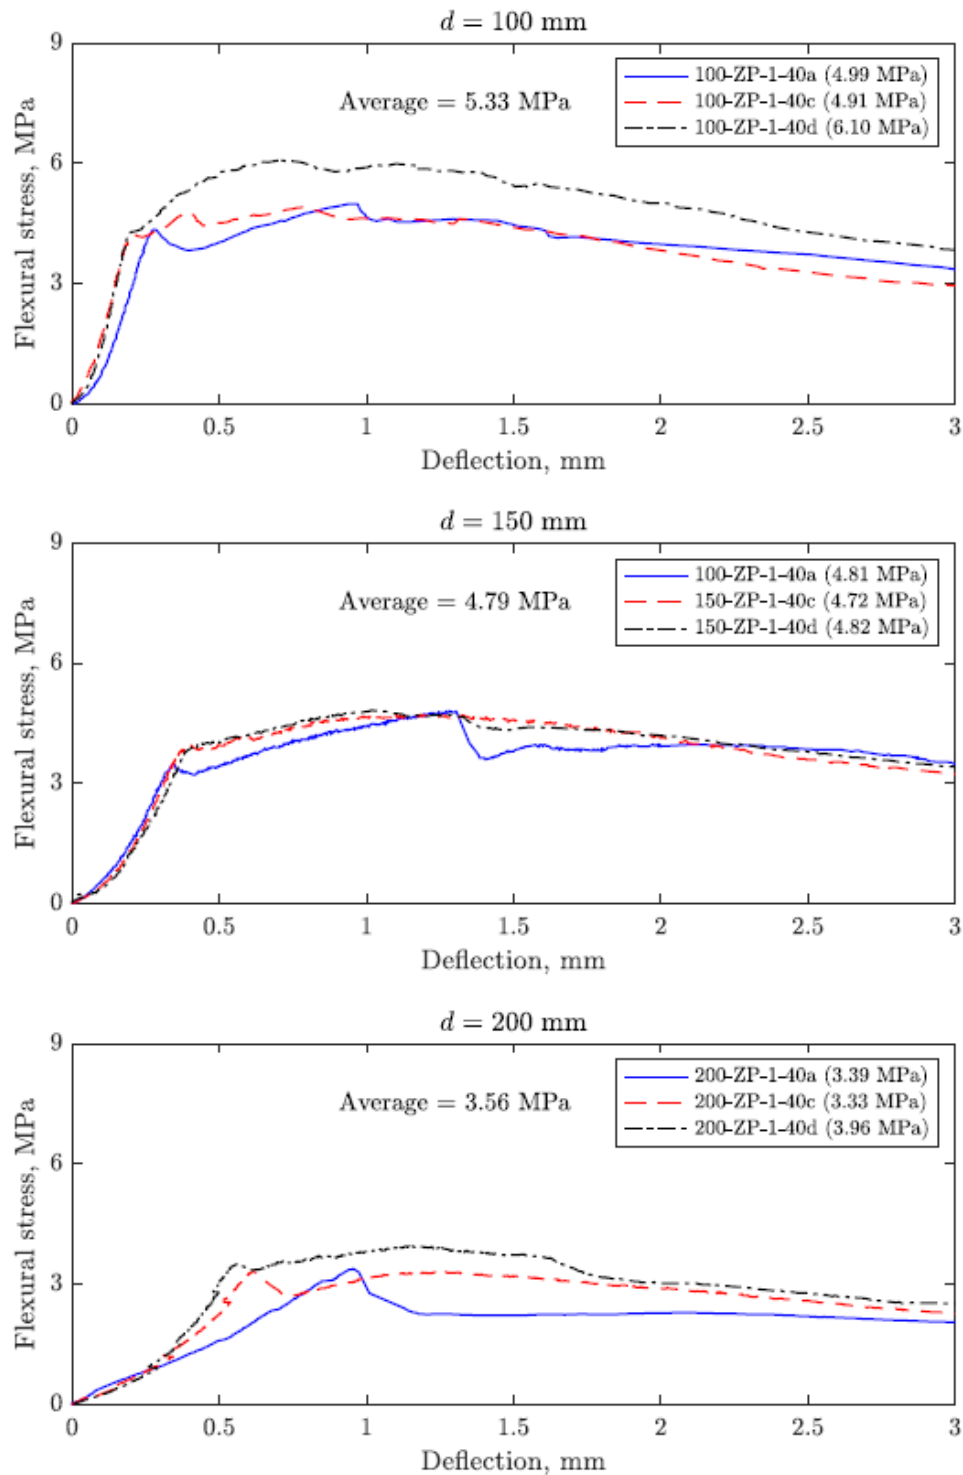 d = 100 mm
9
6
3
0
Flexural stress, MPa
Average = 5.33 MPa
100-ZP-1-40a (4.99 MPa)
100-ZP-1-40c (4.91 MPa)
100-ZP-1-40d (6.10 MPa)
0 0.5 1 1.5 2 2.5 3
Deflection, mm
d = 150 mm
9
6
3
0
Flexural stress, MPa
Average = 4.79 MPa
100-ZP-1-40a (4.81 MPa)
150-ZP-1-40c (4.72 MPa)
150-ZP-1-40d (4.82 MPa)
0 0.5 1 1.5 2 2.5 3
Deflection, mm
d = 200 mm
9
6
3
0
Flexural stress, MPa
Average = 3.56 MPa
200-ZP-1-40a (3.39 MPa)
200-ZP-1-40c (3.33 MPa)
200-ZP-1-40d (3.96 MPa)
0 0.5 1 1.5 2 2.5 3
Deflection, mm